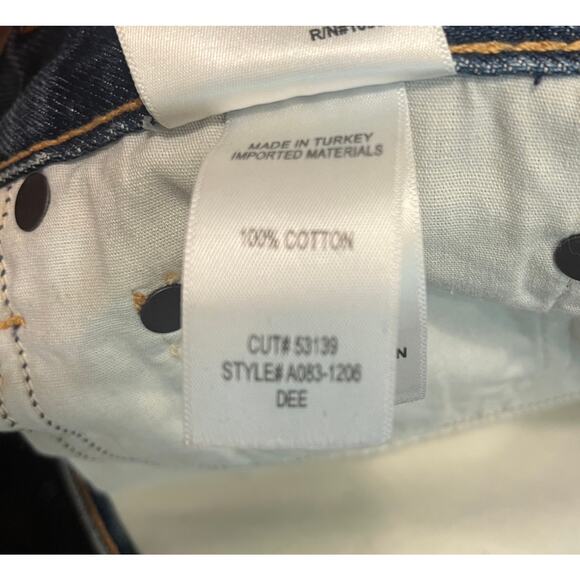 MADE IN TURKEY
IMPORTED MATERIALS
100% COTTON
CUT# 53139
STYLE# A083-1206
DEE
N